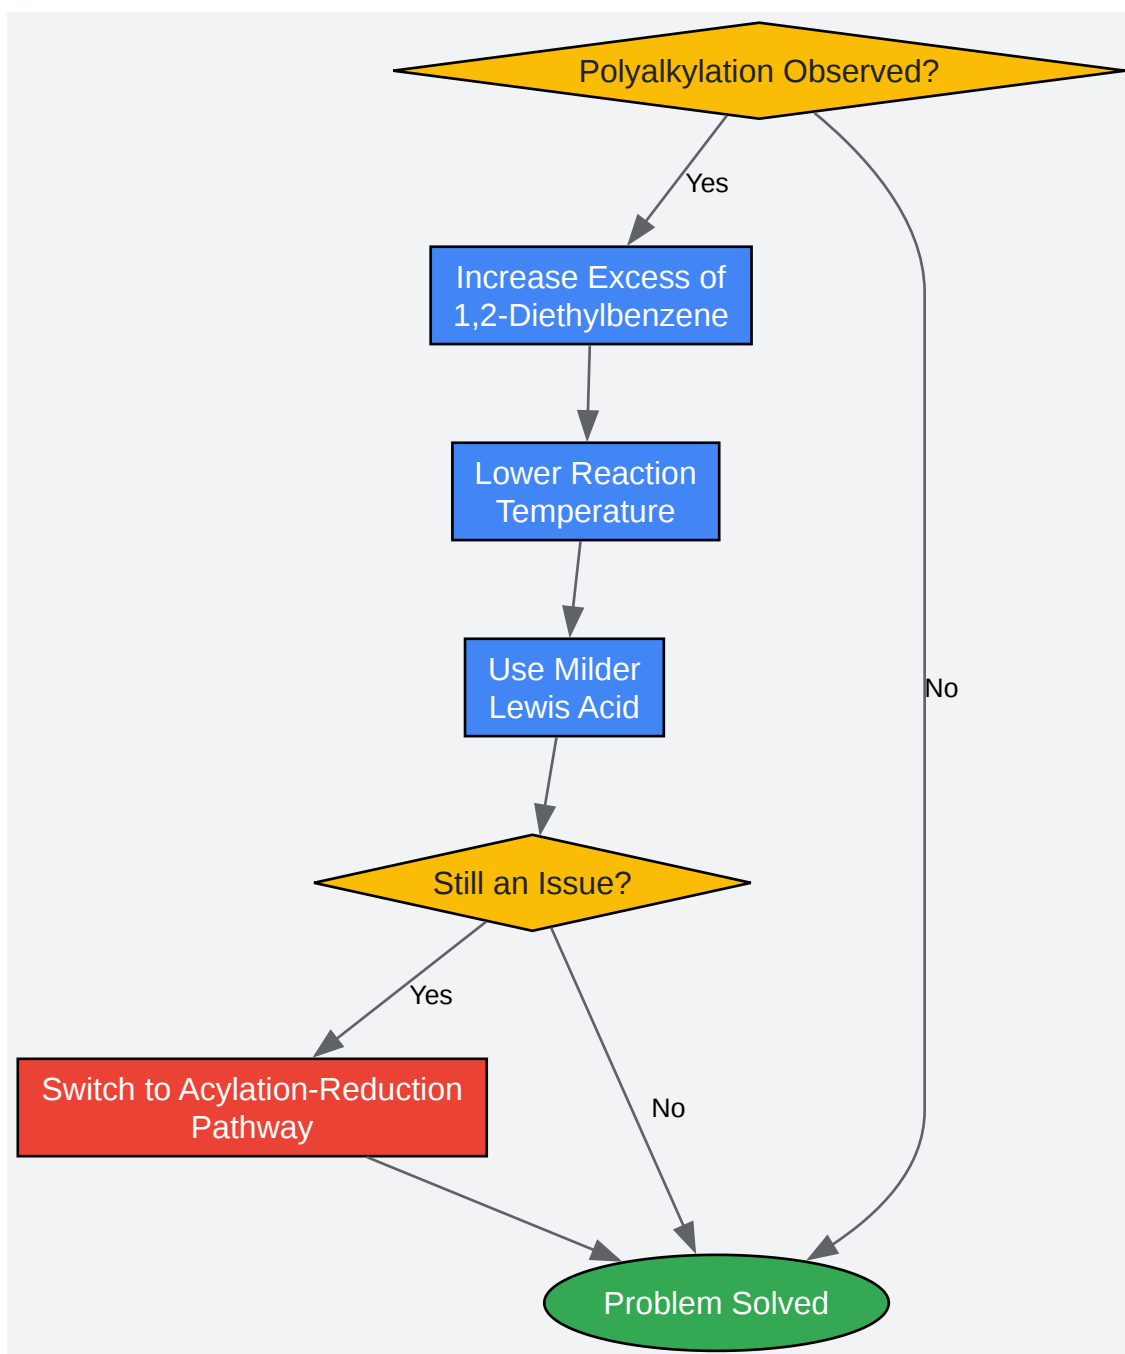 Polyalkylation Observed?
Yes
Increase Excess of
1,2-Diethylbenzene
Lower Reaction
Temperature
Use Milder
Lewis Acid
No
Still an Issue?
Yes
Switch to Acylation-Reduction
Pathway
No
Problem Solved